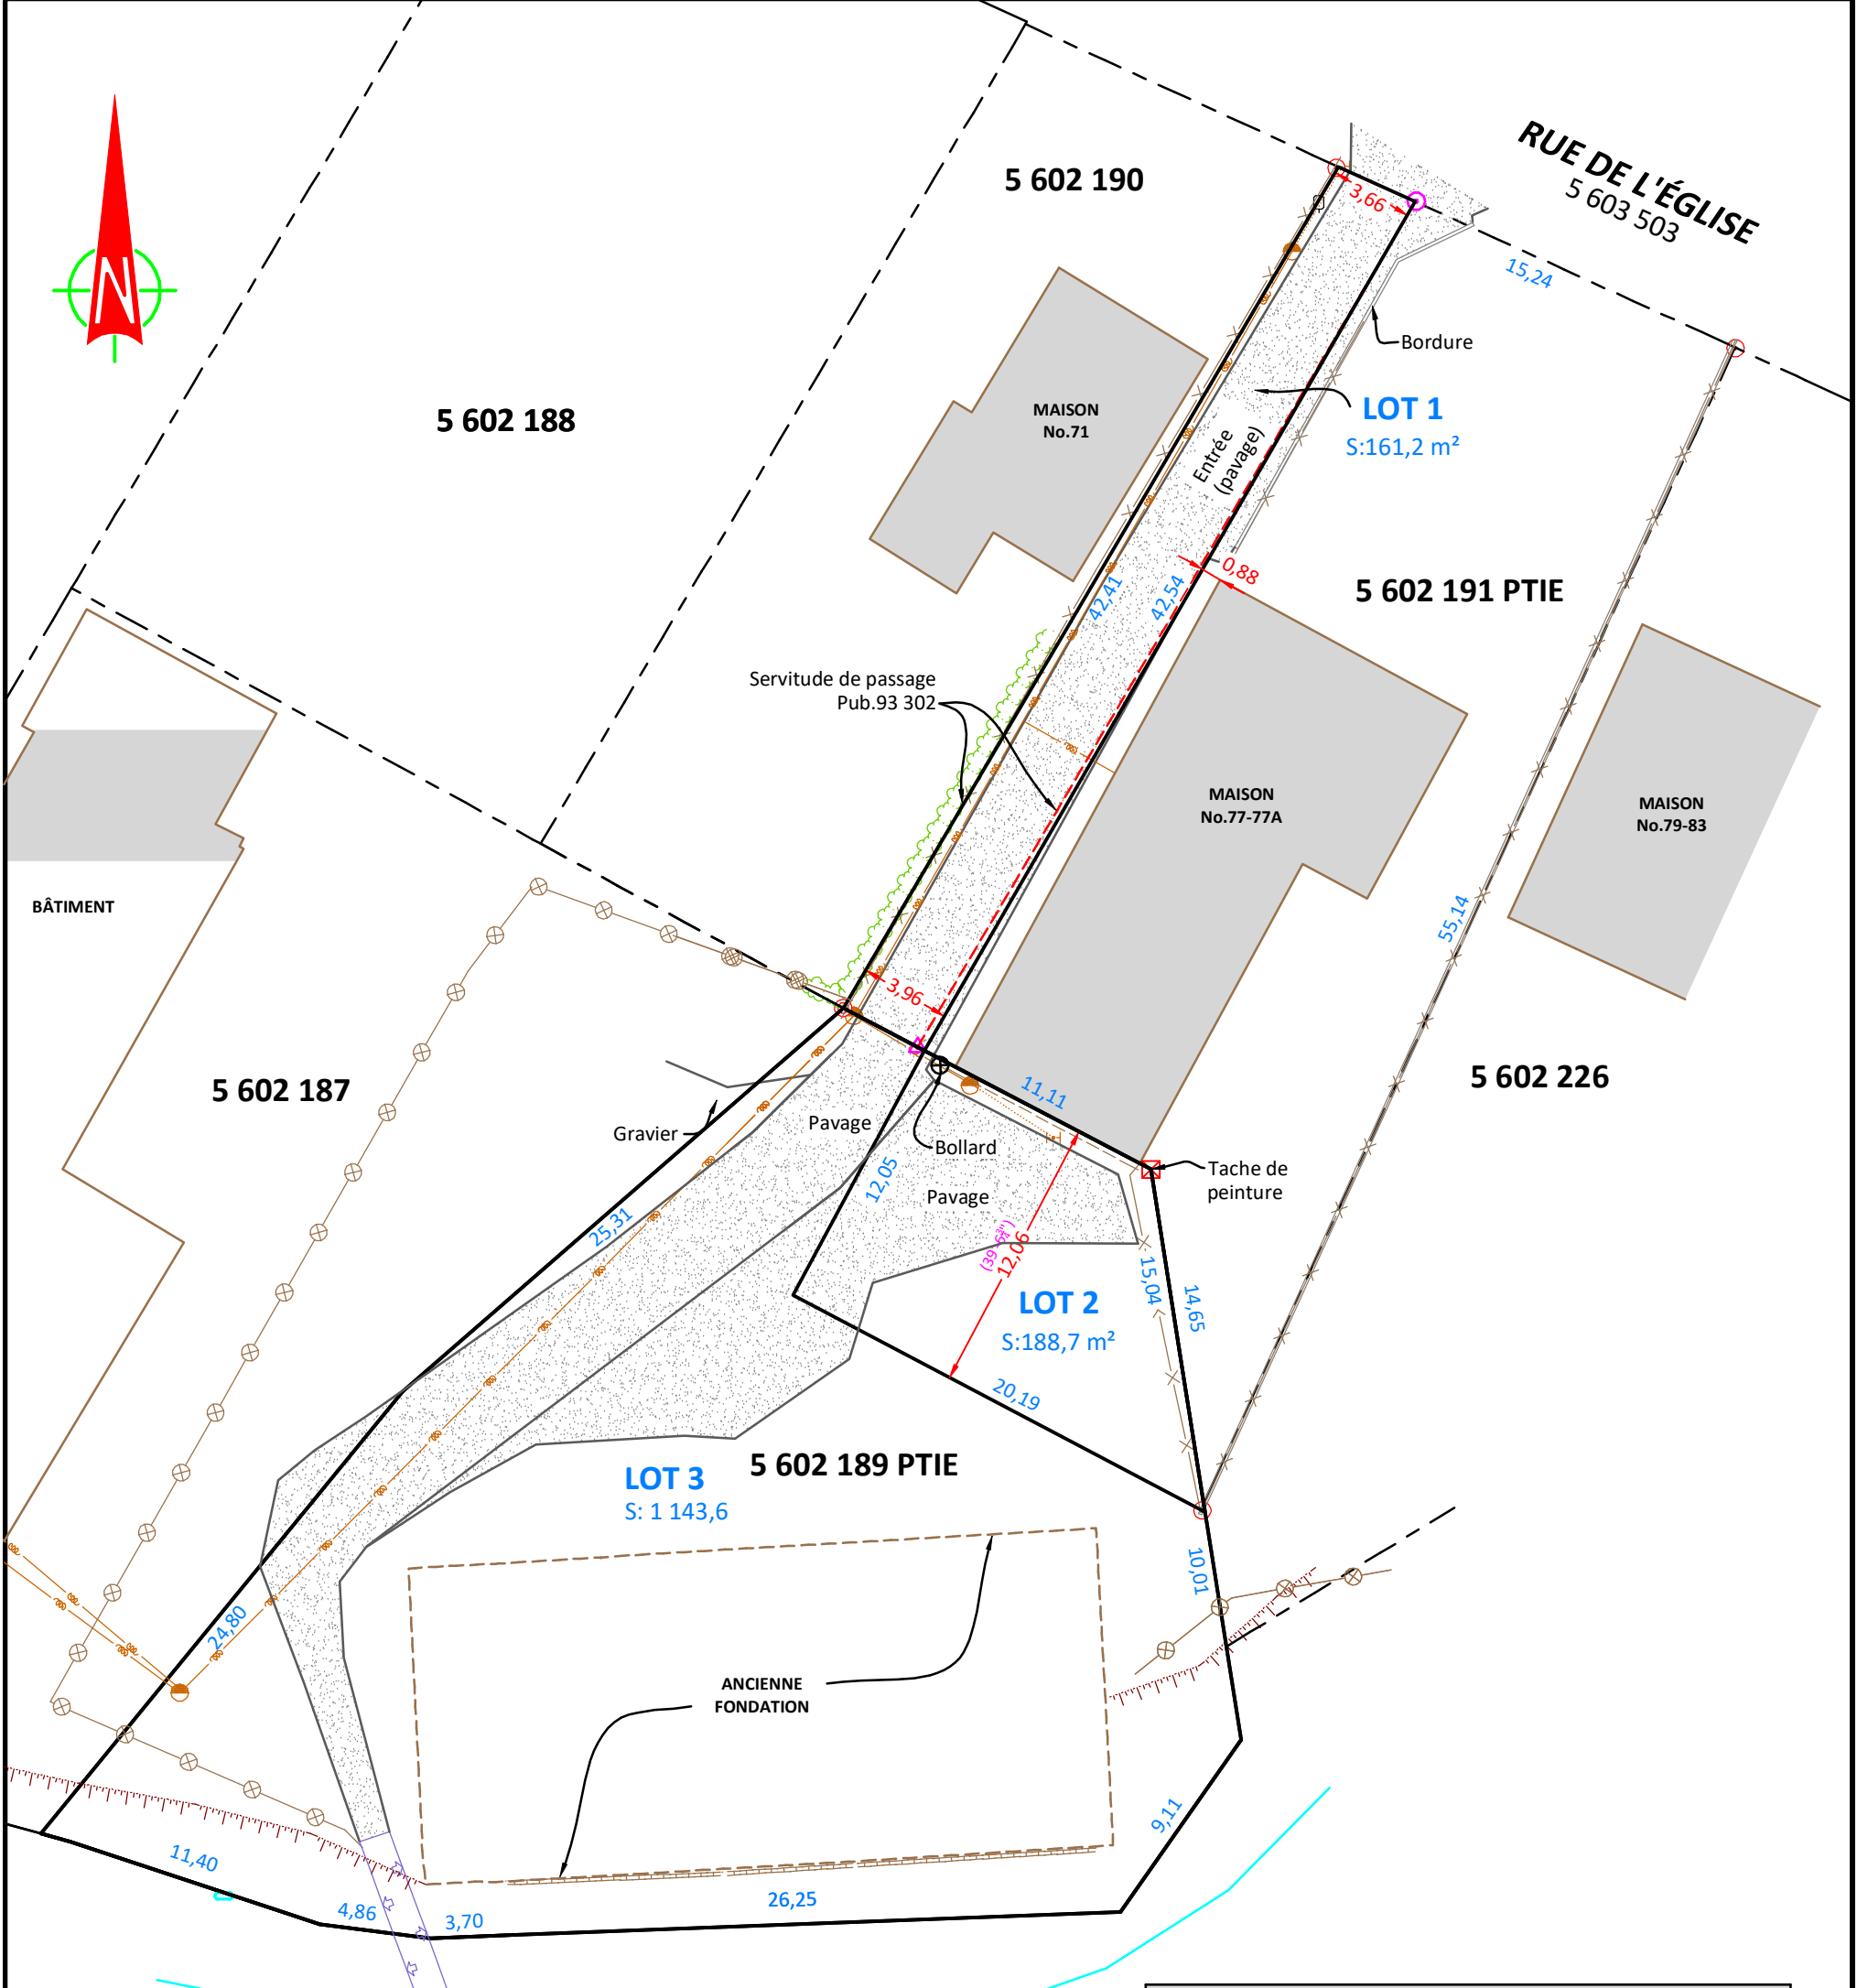 N
RUE DE L'ÉGLISE
5 603 503
5 602 190
3,66
15,24
Bordure
LOT 1
S:161,2 m²
MAISON
No.71
5 602 188
Entrée
(pavage)
0,88
5 602 191 PTIE
42,41
42,54
Servitude de passage
Pub.93 302
MAISON
No.77-77A
MAISON
No.79-83
BÂTIMENT
55,14
3,96
5 602 187
5 602 226
11,11
Gravier
Pavage
Bollard
Tache de
peinture
12,05
Pavage
25,31
12,06
15,04
14,65
LOT 2
S:188,7 m²
20,19
5 602 189 PTIE
LOT 3
S: 1 143,6
10,01
24,80
ANCIENNE
FONDATION
9,11
11,40
4,86
3,70
26,25